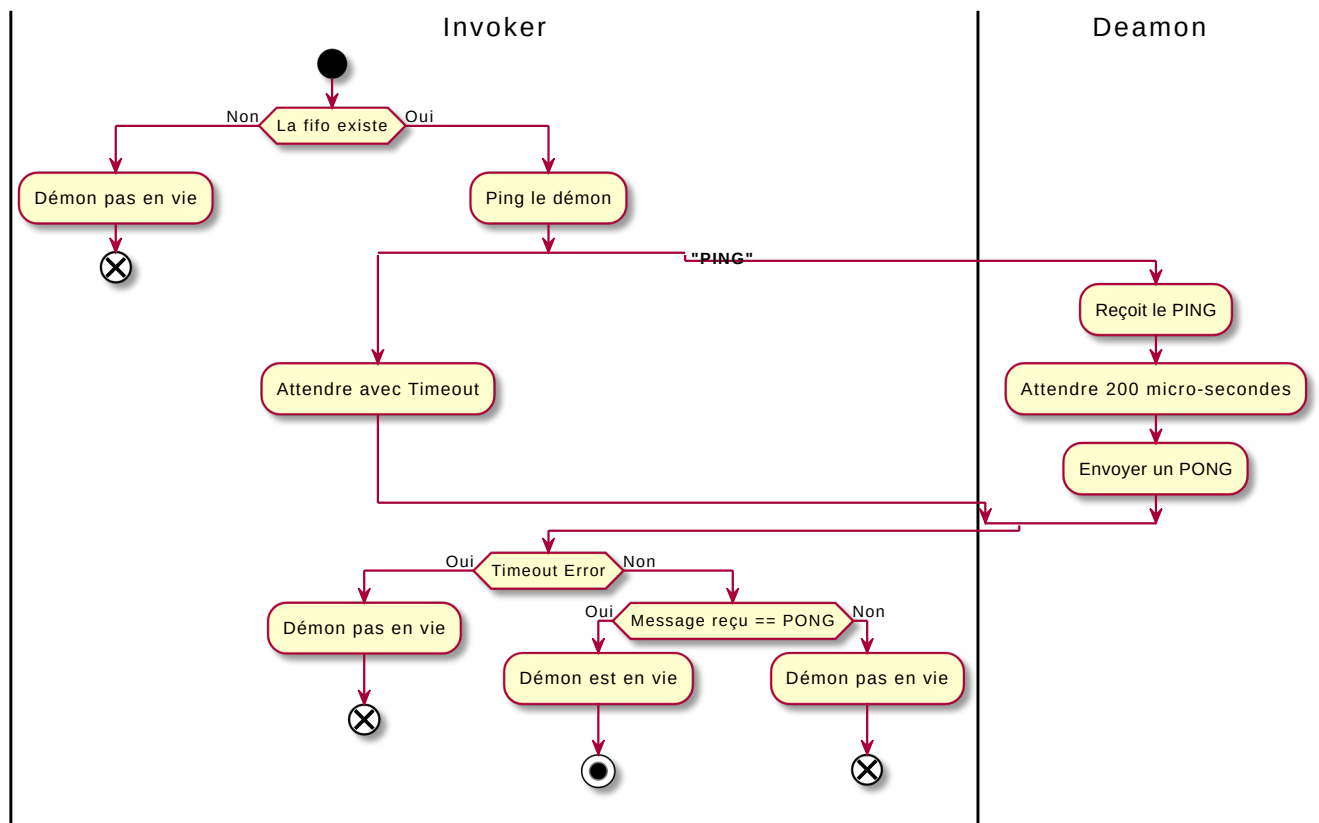 Invoker
Deamon
La fifo existe
Non
Oui
Démon pas en vie
Ping le démon
"PING"
Reçoit le PING
Attendre avec Timeout
Attendre 200 micro-secondes
Envoyer un PONG
Timeout Error
Oui
Non
Démon pas en vie
Message reçu == PONG
Oui
Non
Démon est en vie
Démon pas en vie